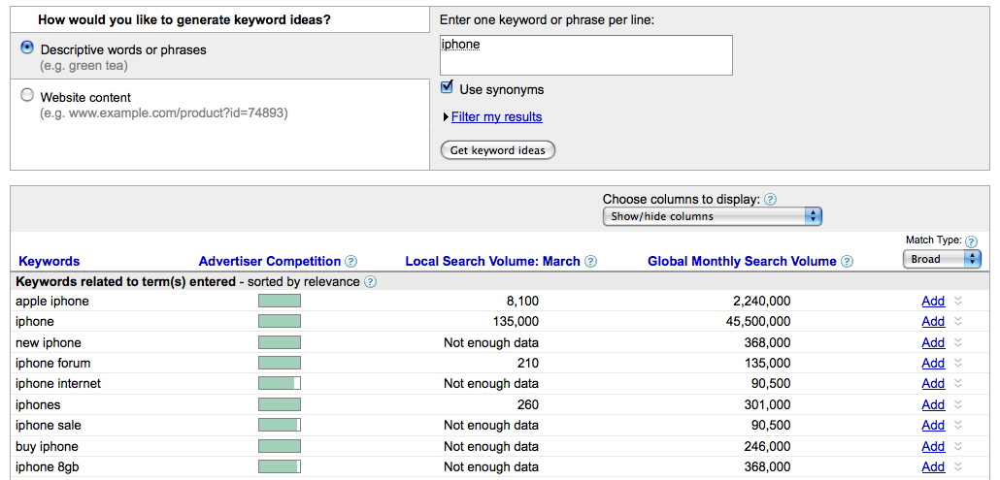 How would you like to generate keyword ideas?
Descriptive words or phrases
(e.g. green tea)
Website content
(e.g. www.example.com/product?id=74893)
Enter one keyword or phrase per line:
iphone
Use synonyms
Filter my results
Get keyword ideas
Choose columns to display: ?
Show/hide columns
Match Type: ?
Keywords Advertiser Competition ? Local Search Volume: March ? Global Monthly Search Volume ? Broad
Keywords related to term(s) entered - sorted by relevance ?
apple iphone 8,100 2,240,000 Add
iphone 135,000 45,500,000 Add
new iphone Not enough data 368,000 Add
iphone forum 210 135,000 Add
iphone internet Not enough data 90,500 Add
iphones 260 301,000 Add
iphone sale Not enough data 90,500 Add
buy iphone Not enough data 246,000 Add
iphone 8gb Not enough data 368,000 Add